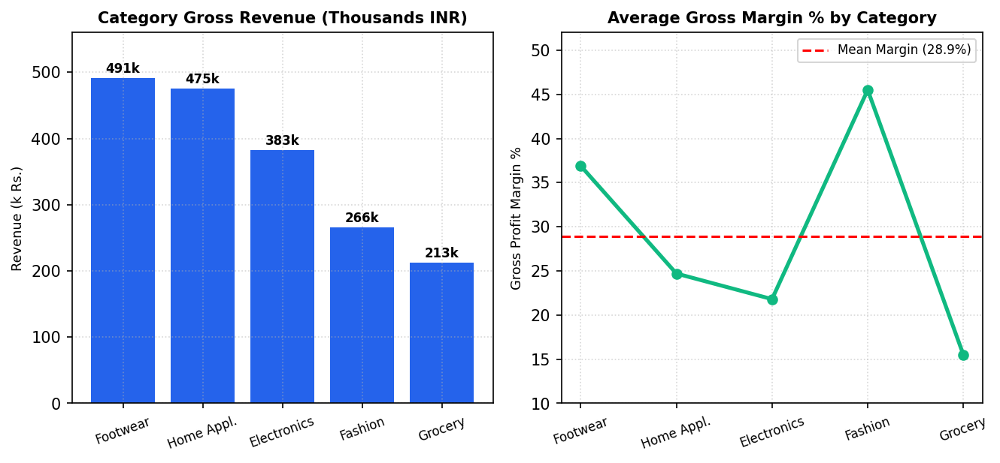 Category Gross Revenue (Thousands INR)
Revenue (k Rs.)
500
400
300
200
100
0
491k
475k
383k
266k
213k
Footwear
Home Appl.
Electronics
Fashion
Grocery
Average Gross Margin % by Category
Mean Margin (28.9%)
Gross Profit Margin %
50
45
40
35
30
25
20
15
10
Footwear
Home Appl.
Electronics
Fashion
Grocery